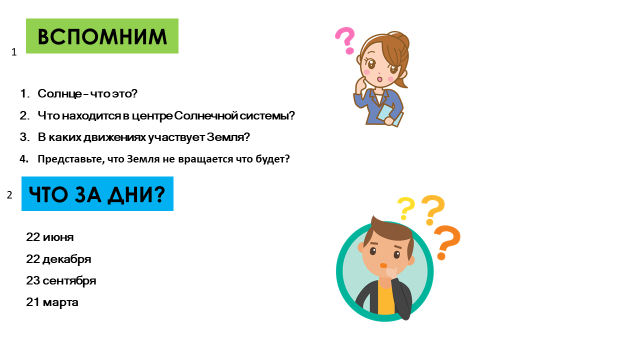 1
ВСПОМНИМ
1. Солнце – что это?
2. Что находится в центре Солнечной системы?
3. В каких движениях участвует Земля?
4. Представьте, что Земля не вращается что будет?
2
ЧТО ЗА ДНИ?
22 июня
22 декабря
23 сентября
21 марта